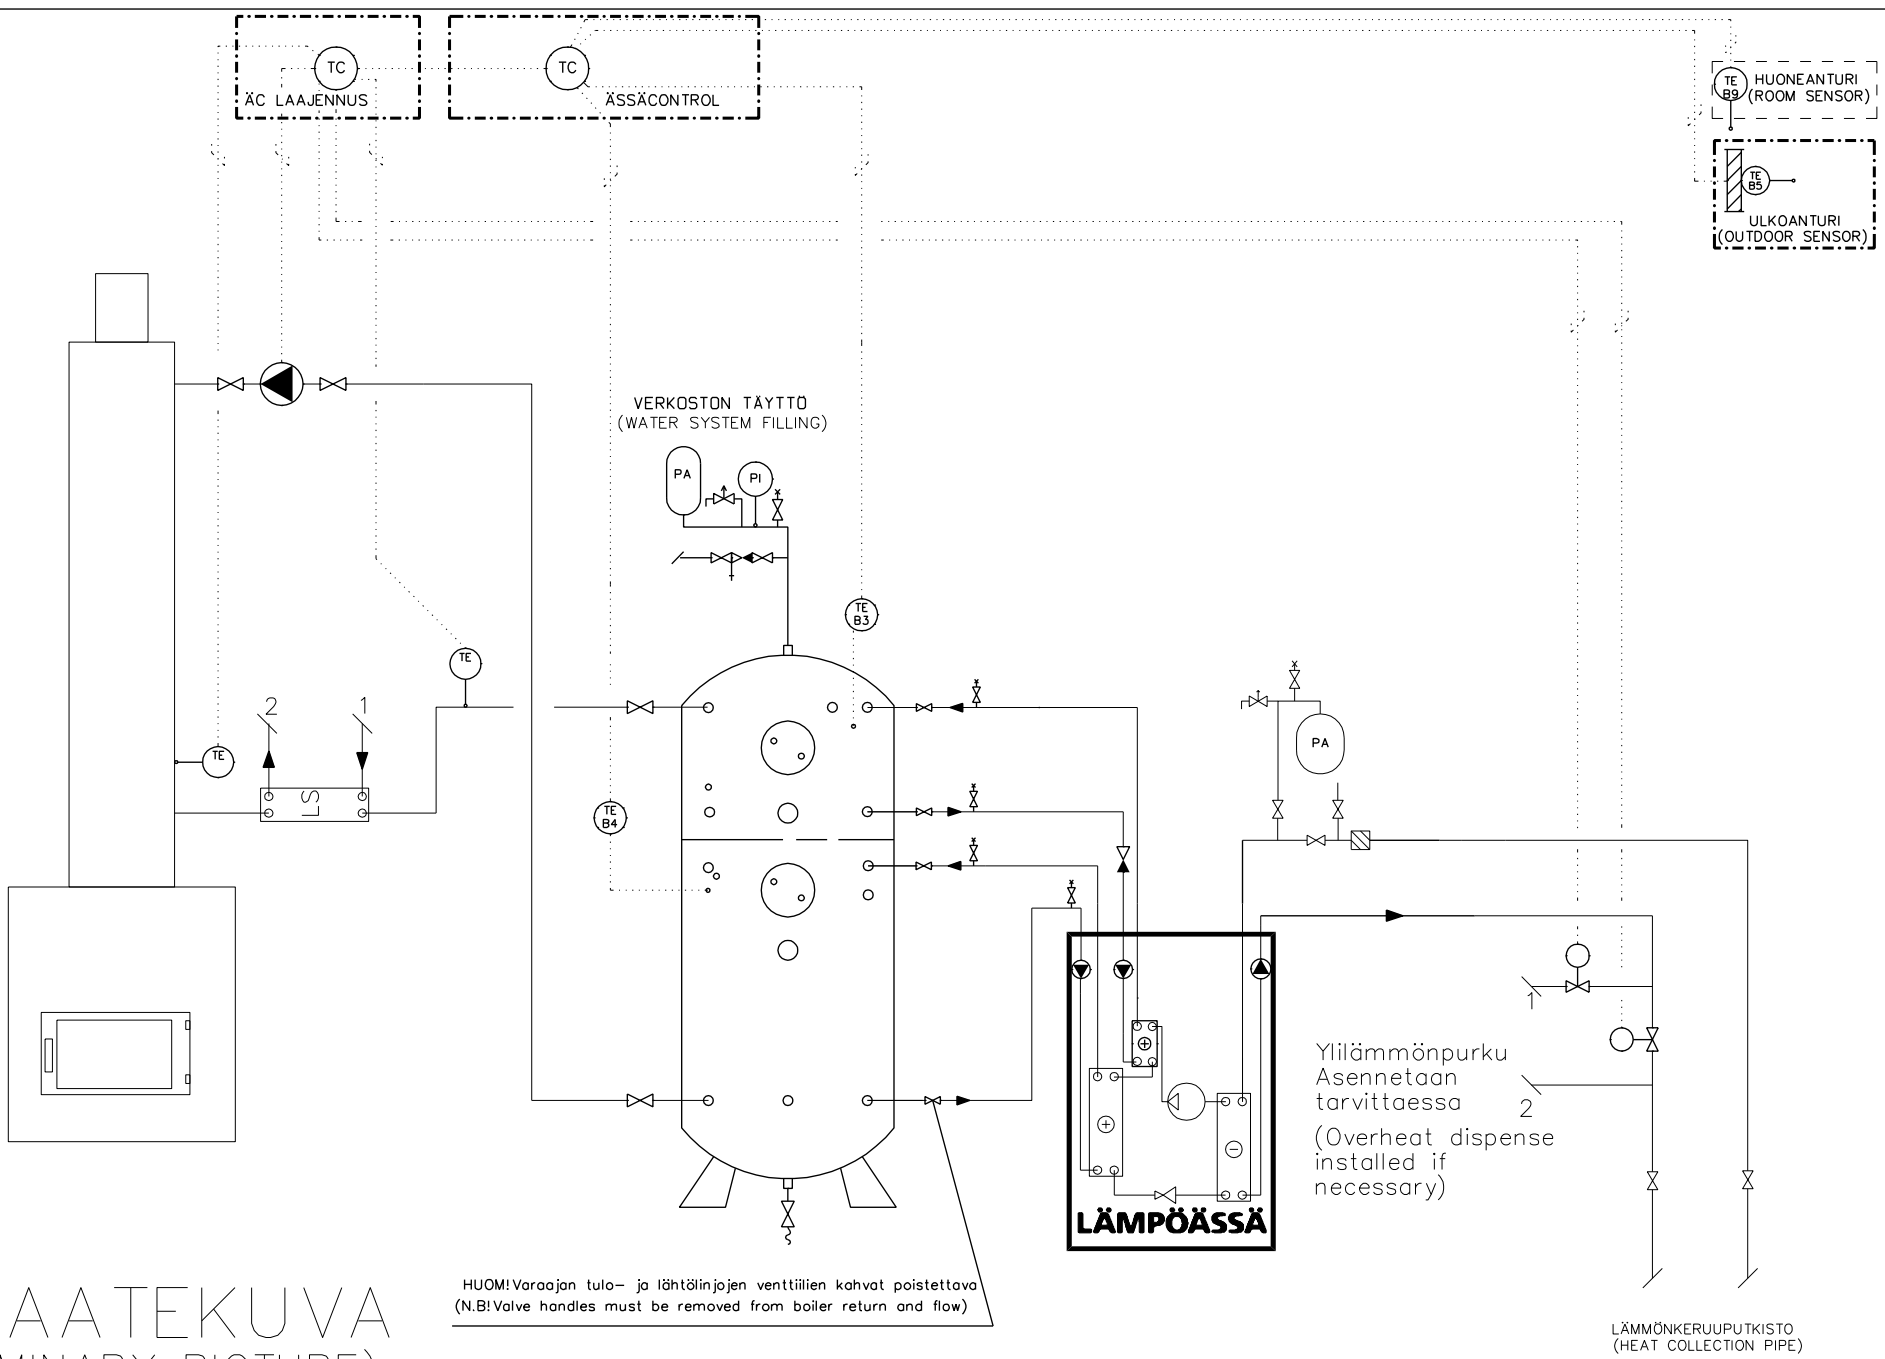 TC
TC
ÄC LAAJENNUS
ÄSSÄCONTROL
TE
B9
HUONEANTURI
(ROOM SENSOR)
TE
B5
ULKOANTURI
(OUTDOOR SENSOR)
VERKOSTON TÄYTTÖ
(WATER SYSTEM FILLING)
PA
PI
TE
B3
TE
2
1
TE
LS
TE
B4
PA
1
2
Ylilämmönpurku
Asennetaan
tarvittaessa
(Overheat dispense
installed if
necessary)
LÄMPÖÄSSÄ
HUOM!Varaajan tulo- ja lähtölinjojen venttiilien kahvat poistettava
(N.B!Valve handles must be removed from boiler return and flow)
AATEKUVA
LÄMMÖNKERUUPUTKISTO
(HEAT COLLECTION PIPE)